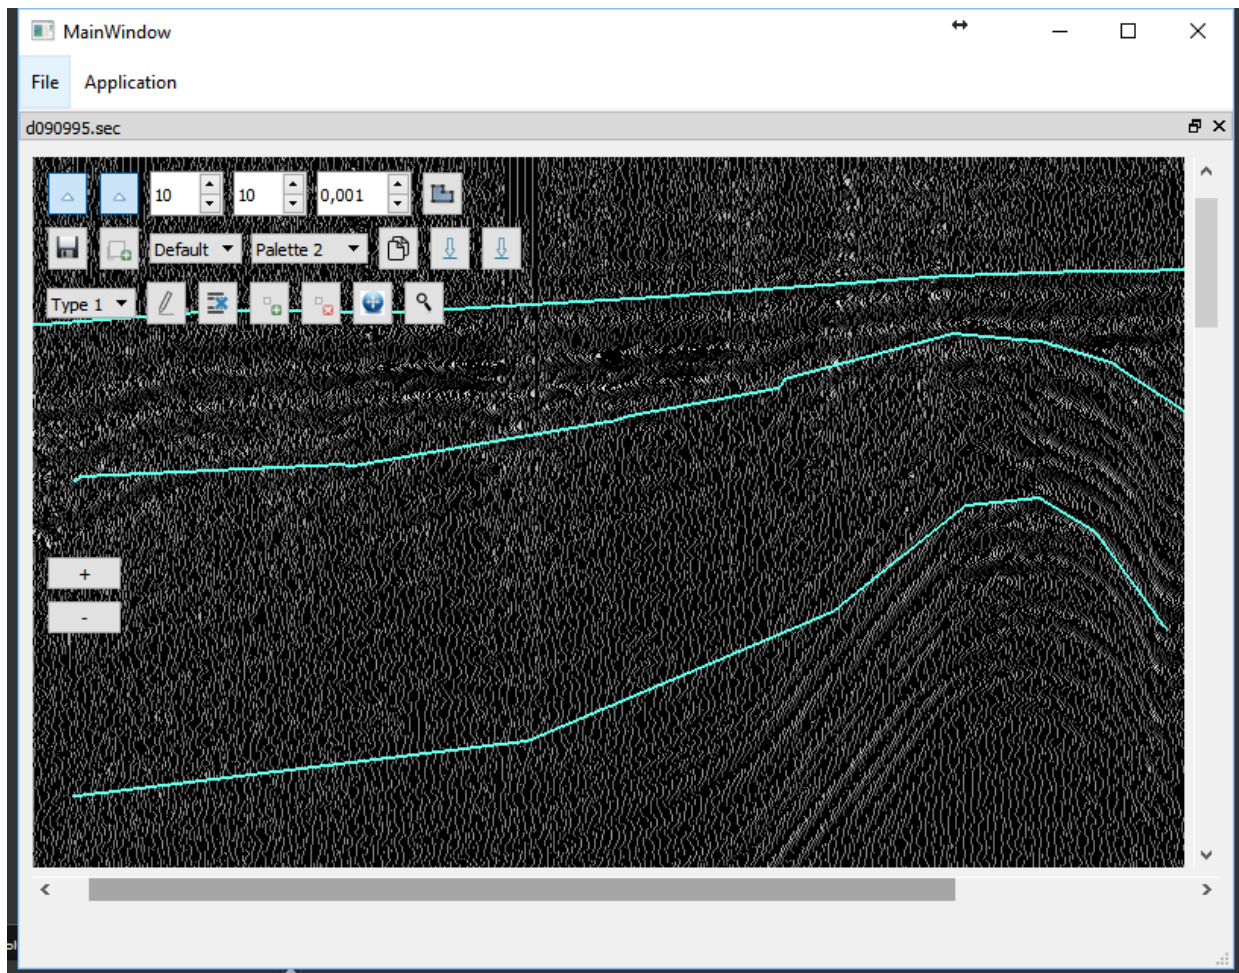 MainWindow
File Application
d090995.sec
10 10 0,001
Default Palette 2
Type 1
+
-